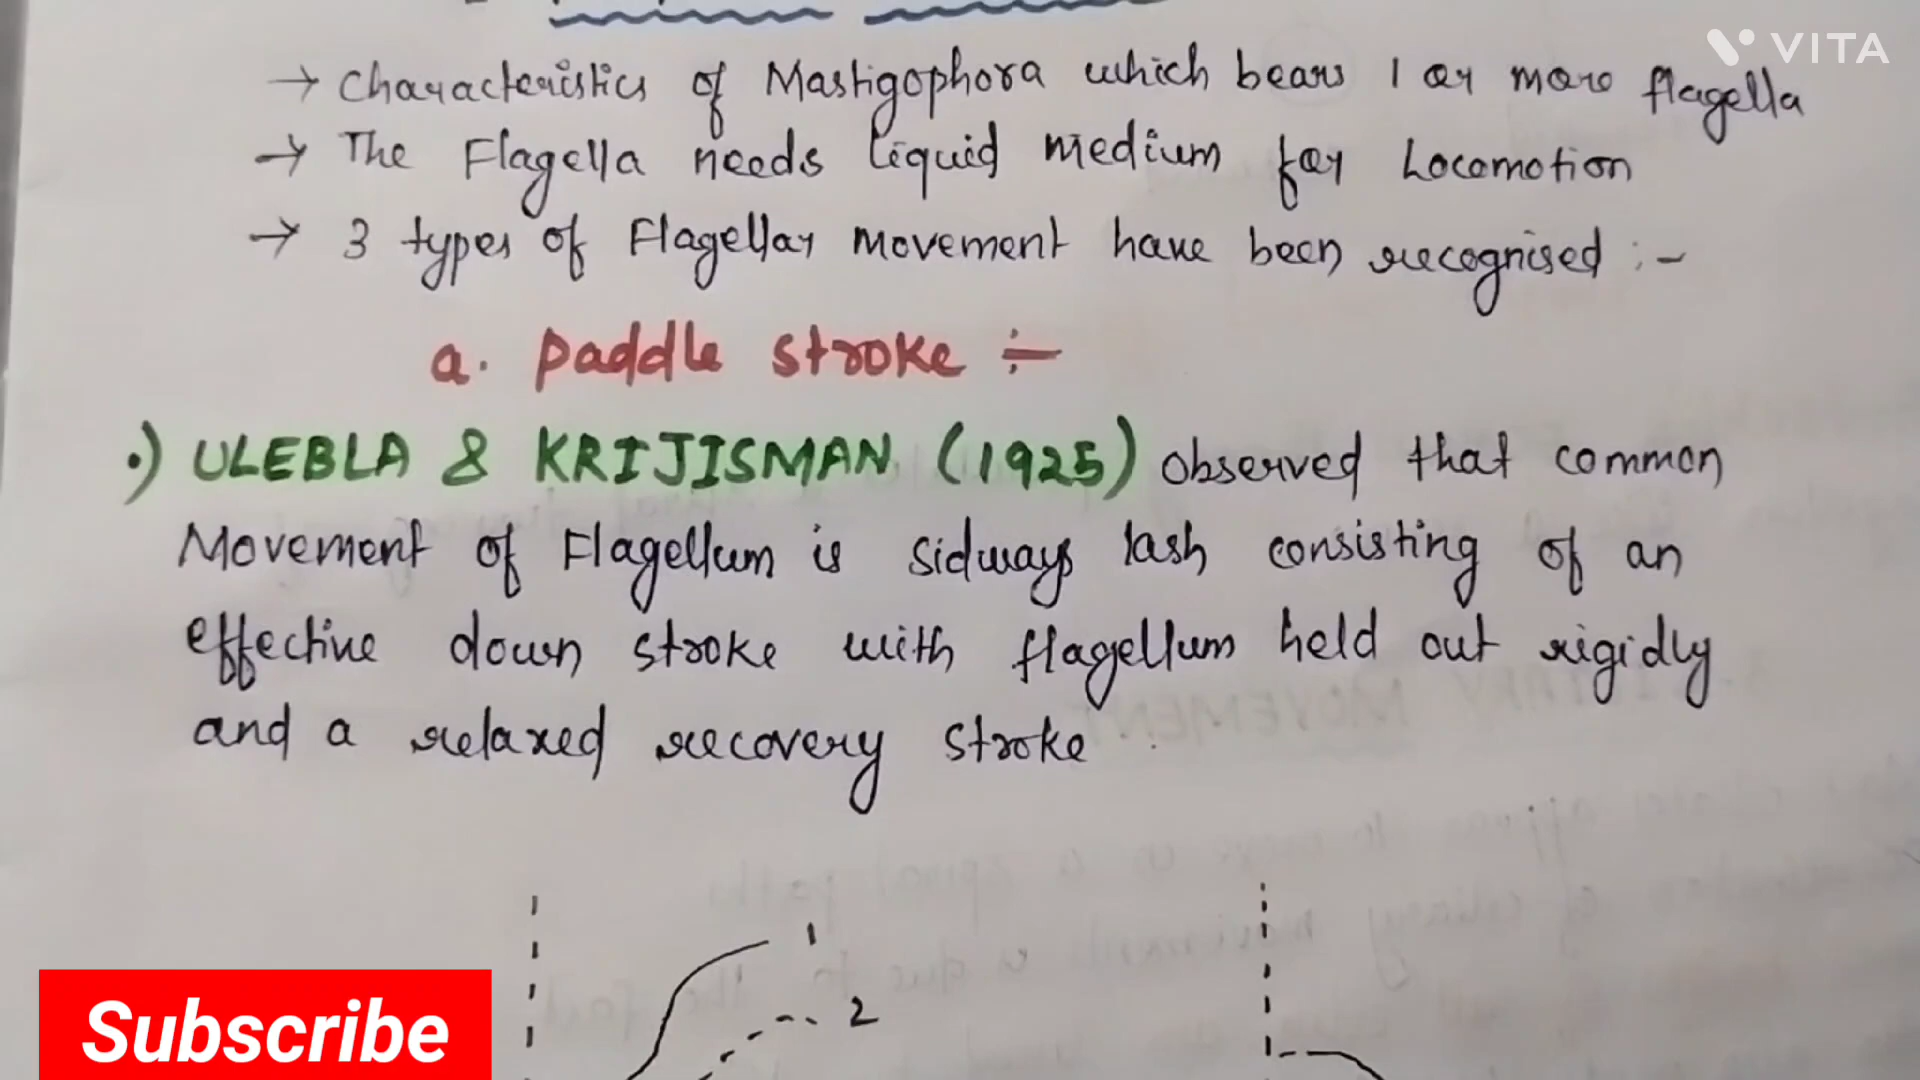 VITA
→ Characteristics of Mastigophora which bears 1 or more flagella
→ The Flagella needs liquid medium for Locomotion
→ 3 types of Flagellar movement have been recognised :-
a. paddle stroke ÷
•) ULEBLA & KRIJISMAN (1925) observed that common
Movement of Flagellum is sidways lash consisting of an
effective down stroke with flagellum held out rigidly
and a relaxed recovery stroke
1
2
Subscribe